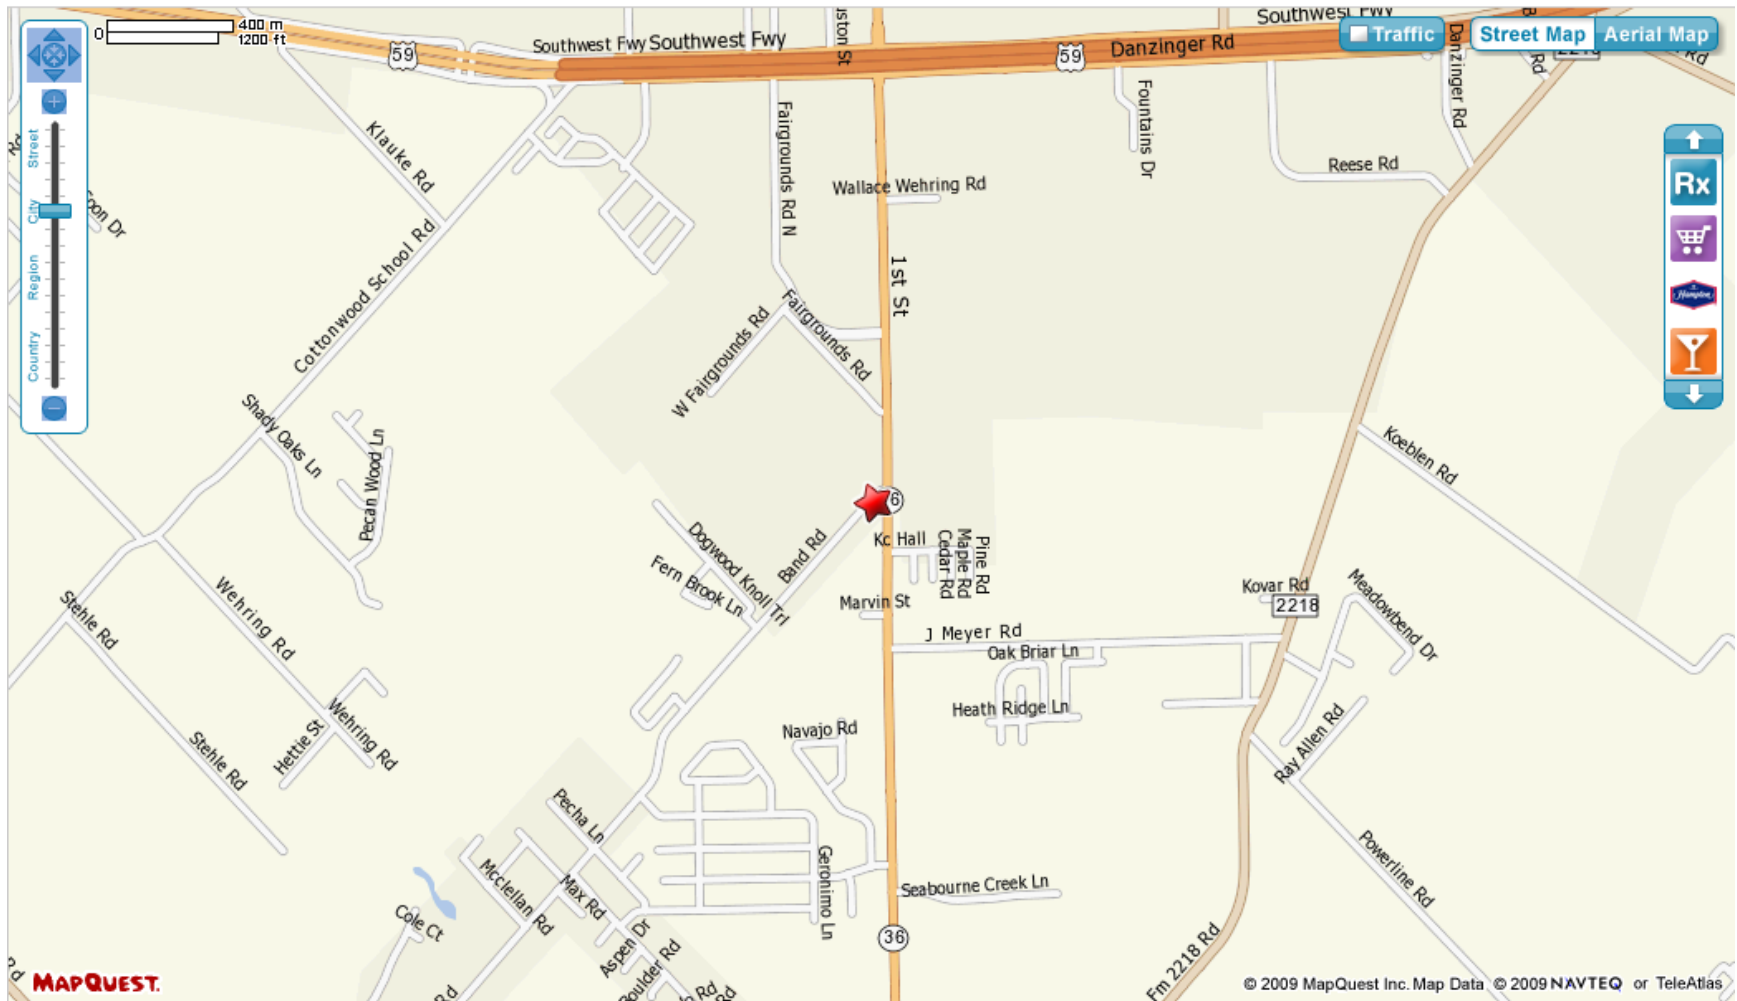 0
400 m
1200 ft
59
Southwest Fwy
Southwest Fwy
Southwest Fwy
59
Danzinger Rd
Traffic
Street Map
Aerial Map
Danzinger Rd
Rd
Street
City
Region
Country
Klauke Rd
Fairgrounds Rd N
Wallace Wehring Rd
Fountains Dr
Reese Rd
Rx
Hampton
Cottonwood School Rd
1st St
W Fairgrounds Rd
Fairgrounds Rd
Shady Oaks Ln
Pecan Wood Ln
Koeblen Rd
Dogwood Knoll Trl
Fern Brook Ln
Band Rd
6
Kc Hall
Cedar Rd
Maple Rd
Pine Rd
Marvin St
J Meyer Rd
Kovar Rd
2218
Meadowbend Dr
Stehle Rd
Wehring Rd
Oak Briar Ln
Heath Ridge Ln
Navajo Rd
Wehring Rd
Hettie St
Stehle Rd
Ray Allen Rd
Pecha Ln
Mcclellan Rd
Max Rd
Geronimo Ln
Seabourne Creek Ln
Powerline Rd
Cole Ct
Aspen Dr
36
Fm 2218 Rd
Rd
Rd
MAPQUEST.
© 2009 MapQuest Inc. Map Data © 2009 NAVTEQ or TeleAtlas